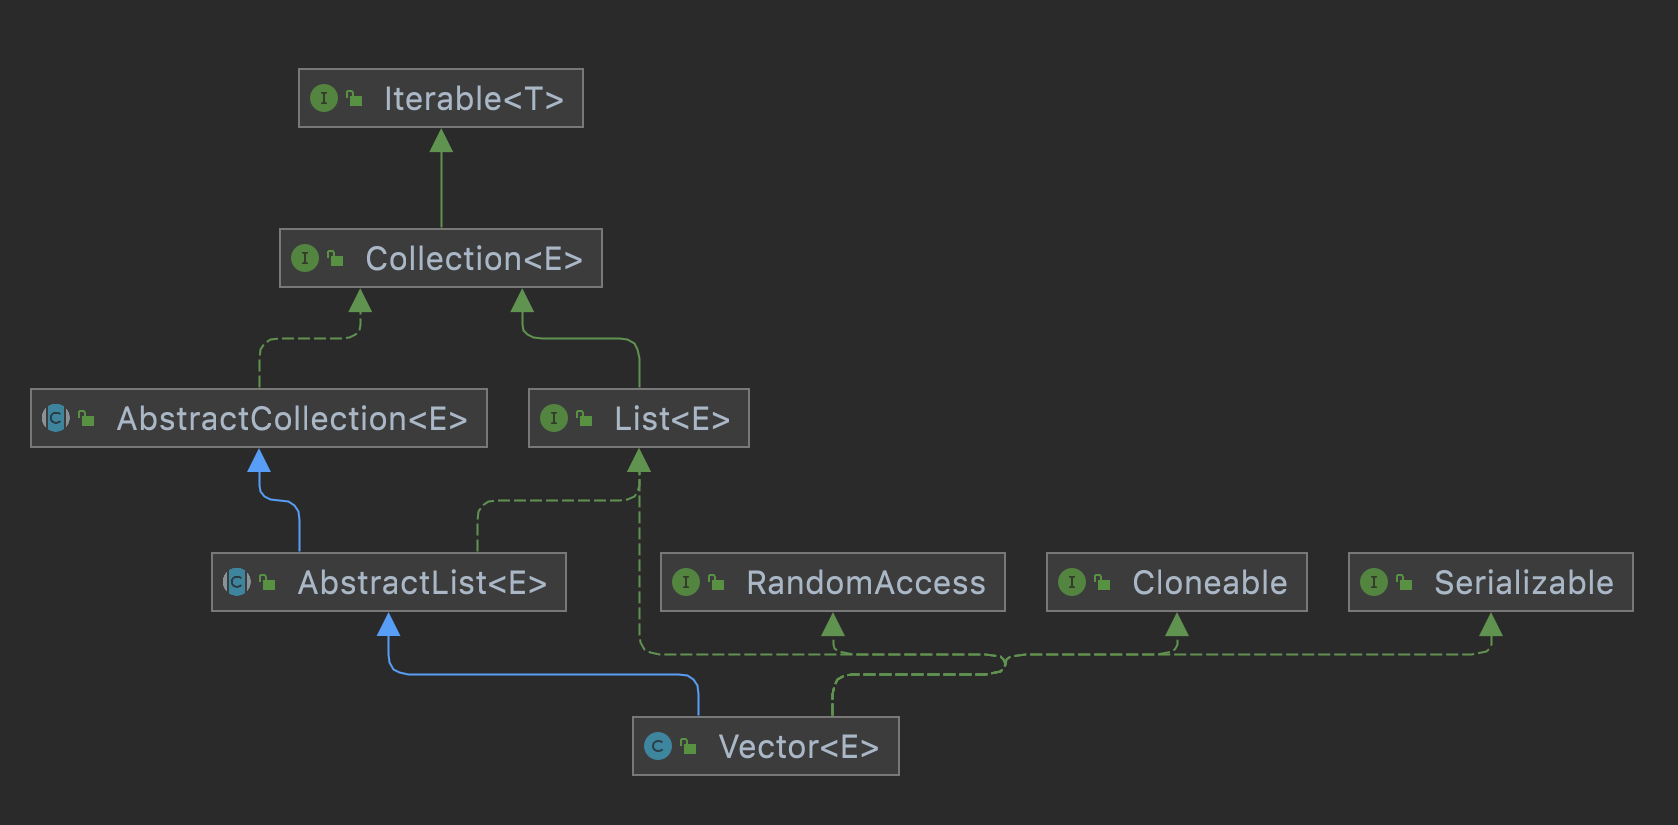 Iterable<T>
Collection<E>
AbstractCollection<E>
List<E>
AbstractList<E>
RandomAccess
Cloneable
Serializable
Vector<E>